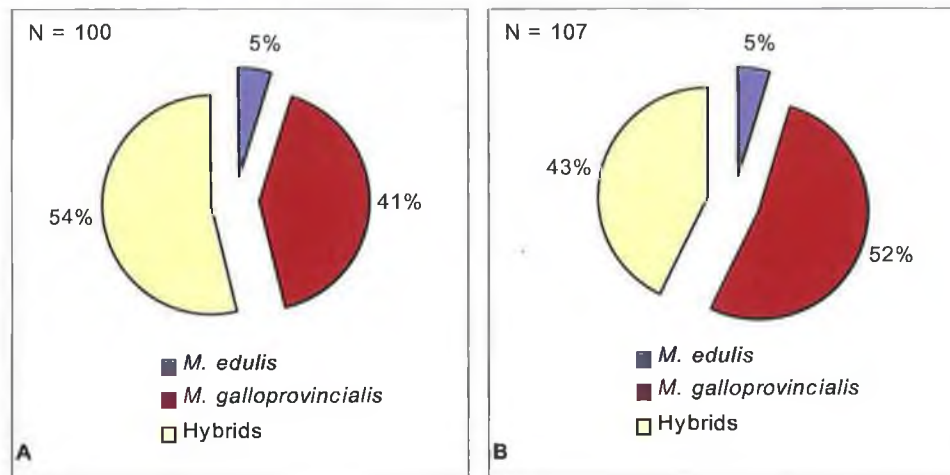 N = 100
5%
54%
41%
M. edulis
M. galloprovincialis
Hybrids
A
N = 107
5%
43%
52%
M. edulis
M. galloprovincialis
Hybrids
B